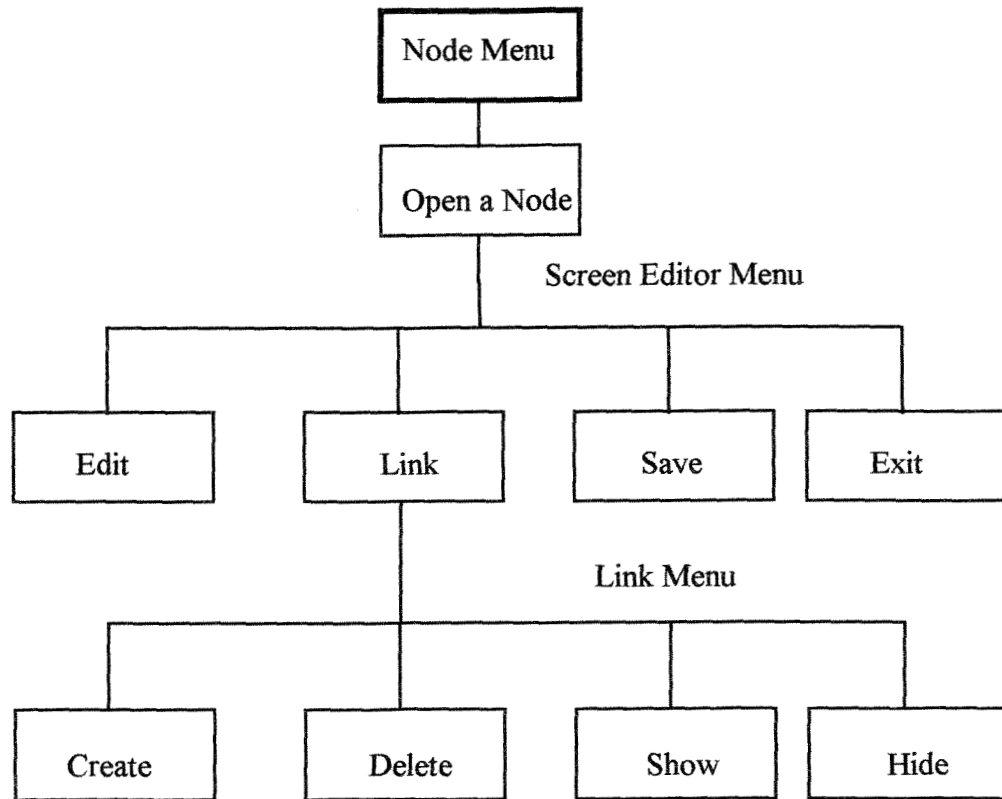 Node Menu
Open a Node
Screen Editor Menu
Edit
Link
Save
Exit
Link Menu
Create
Delete
Show
Hide